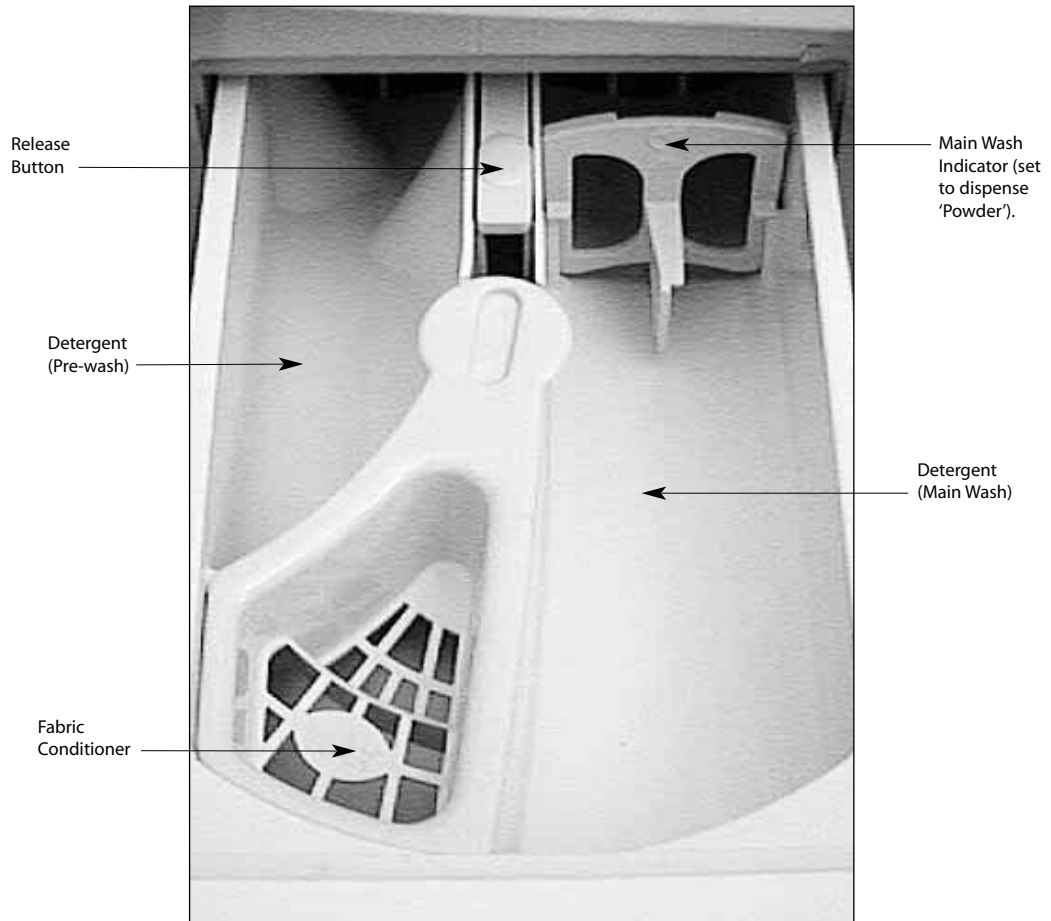 Release
Button
Main Wash
Indicator (set
to dispense
‘Powder’).
Detergent
(Pre-wash)
Detergent
(Main Wash)
Fabric
Conditioner